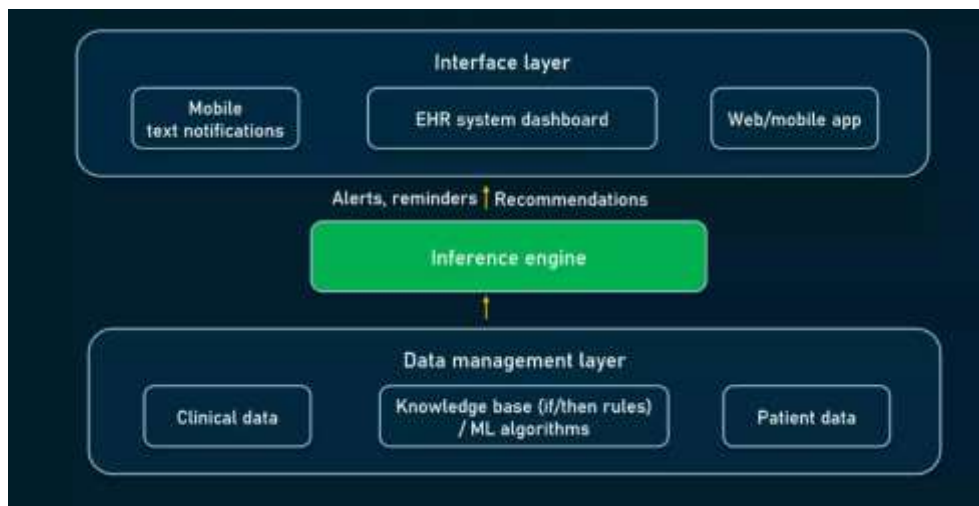 Interface layer
Mobile
text notifications
EHR system dashboard
Web/mobile app
Alerts, reminders
Recommendations
Inference engine
Data management layer
Clinical data
Knowledge base (if/then rules)
/ ML algorithms
Patient data